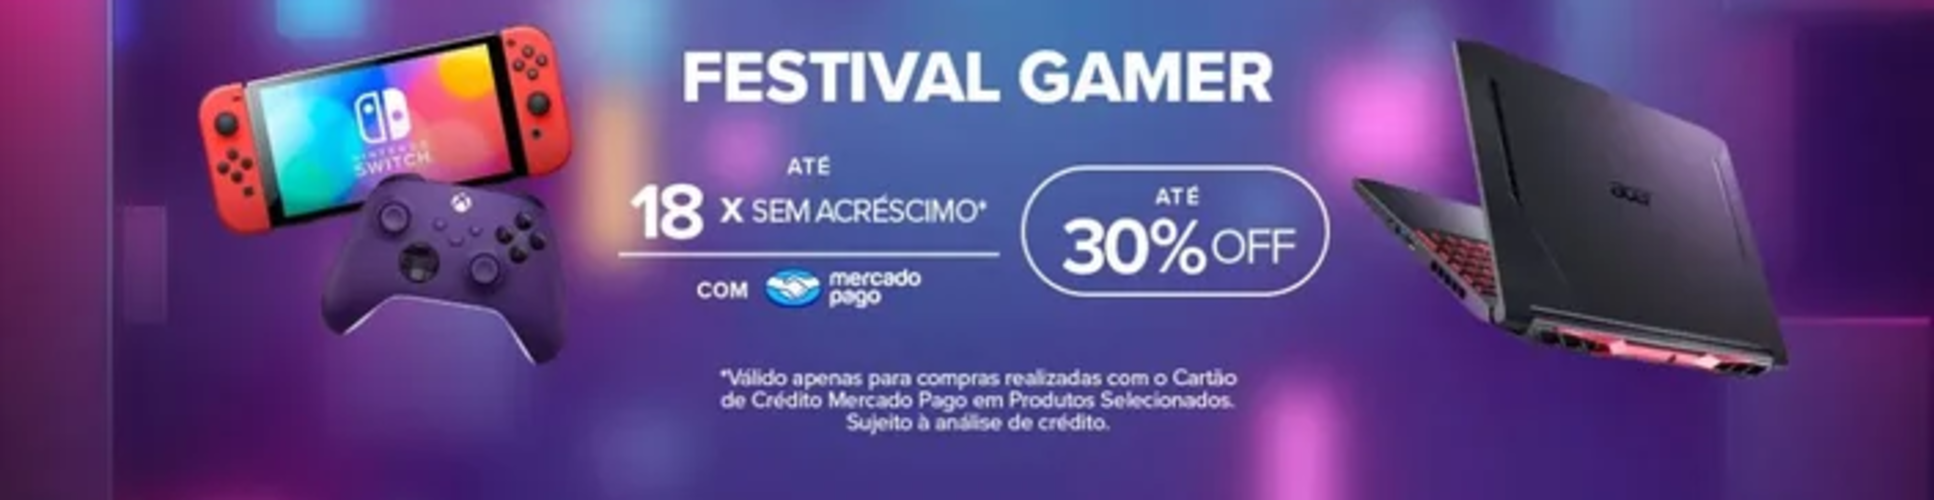 FESTIVAL GAMER
NINTENDO
SWITCH
ATÉ
18 X SEM ACRÉSCIMO*
COM mercado
pago
ATÉ
30% OFF
acer
*Válido apenas para compras realizadas com o Cartão
de Crédito Mercado Pago em Produtos Selecionados.
Sujeito à análise de crédito.